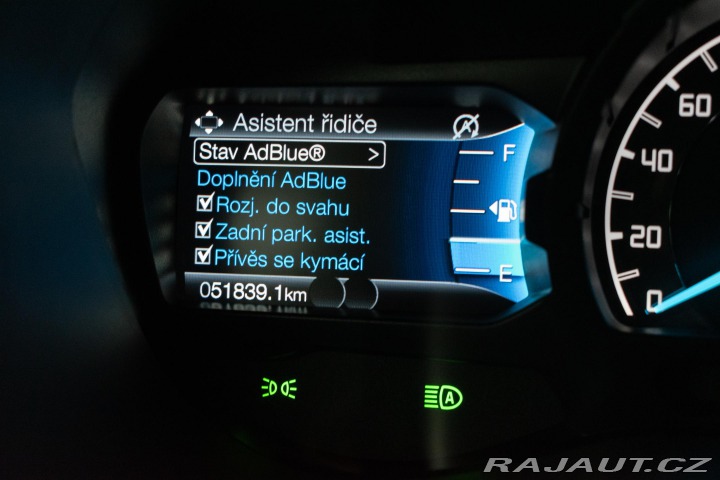 Asistent řidiče
Stav AdBlue® >
Doplnění AdBlue
Rozj. do svahu
Zadní park. asist.
Přívěs se kymácí
051839.1km
F
E
60
40
20
0
A
RAJAUT.CZ